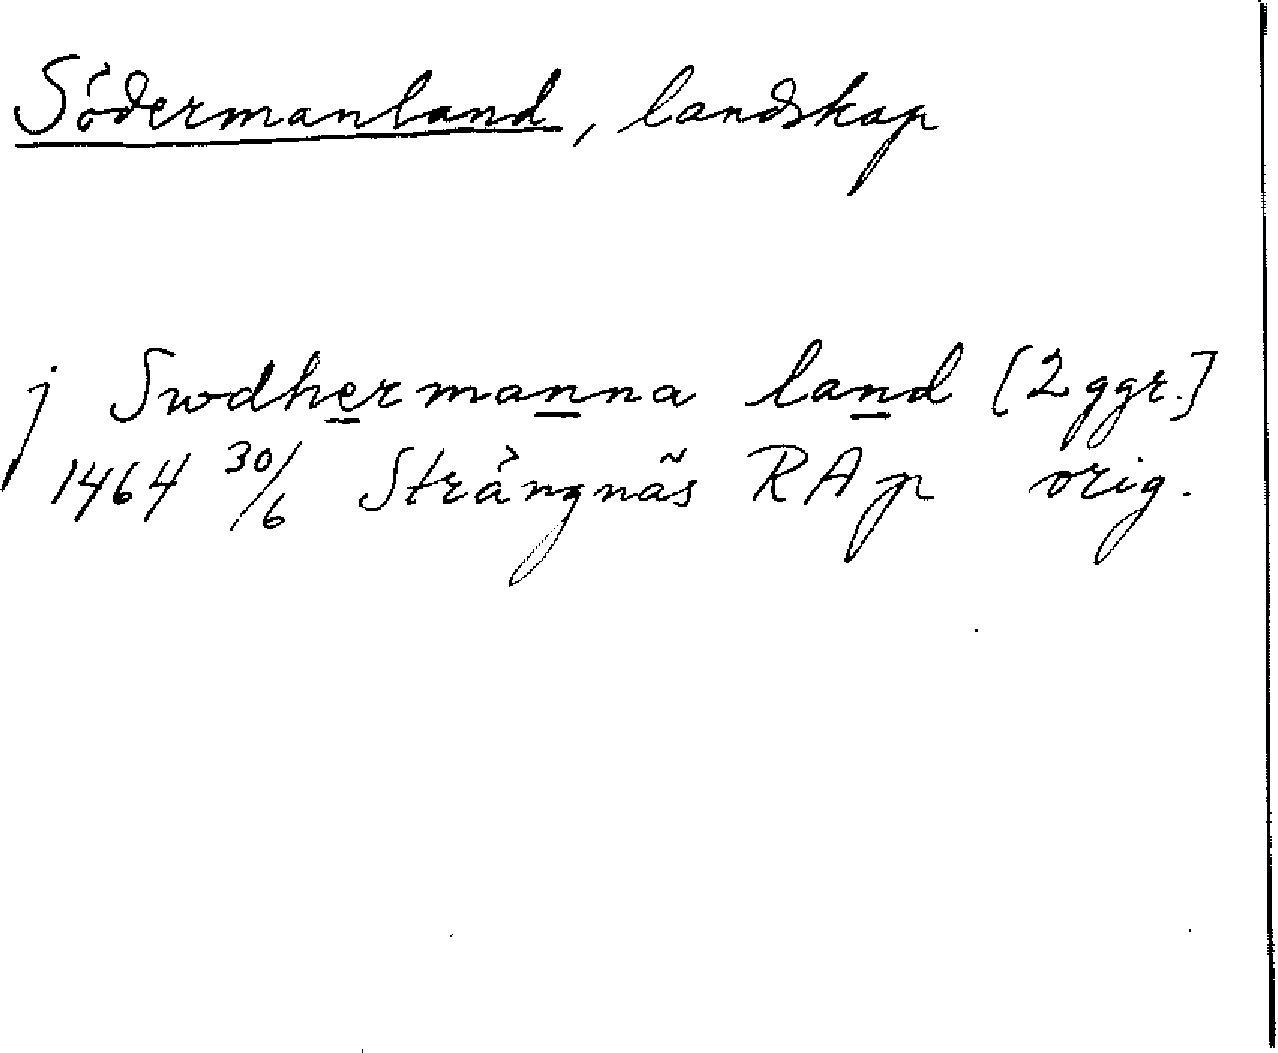 Södermanland, landskap
j Swdhermanna land [2 ggr.]
1464 30/6 Strängnäs RAp orig.